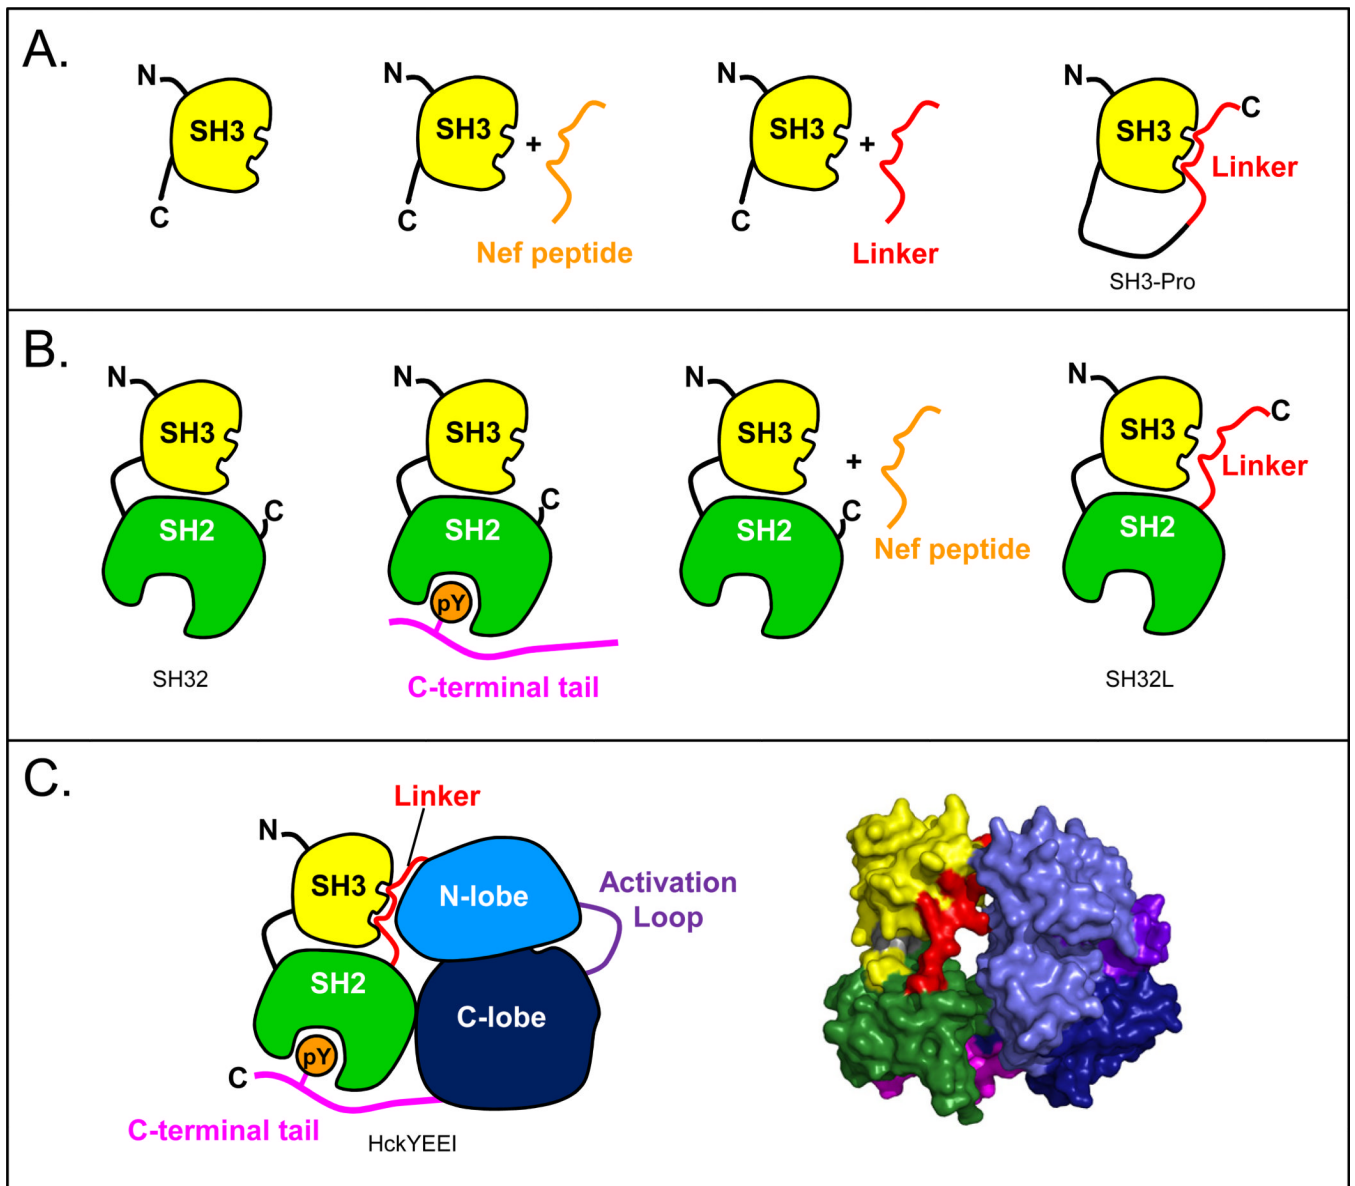 A.
N
SH3
C
N
SH3
+
C
Nef peptide
N
SH3
+
C
Linker
N
SH3
C
Linker
SH3-Pro
B.
N
SH3
SH2
C
SH32
N
SH3
SH2
C
pY
C-terminal tail
N
SH3
SH2
C
+
Nef peptide
N
SH3
C
Linker
SH2
SH32L
C.
Linker
N
SH3
N-lobe
Activation
Loop
SH2
C-lobe
pY
C
C-terminal tail
HckYEEI